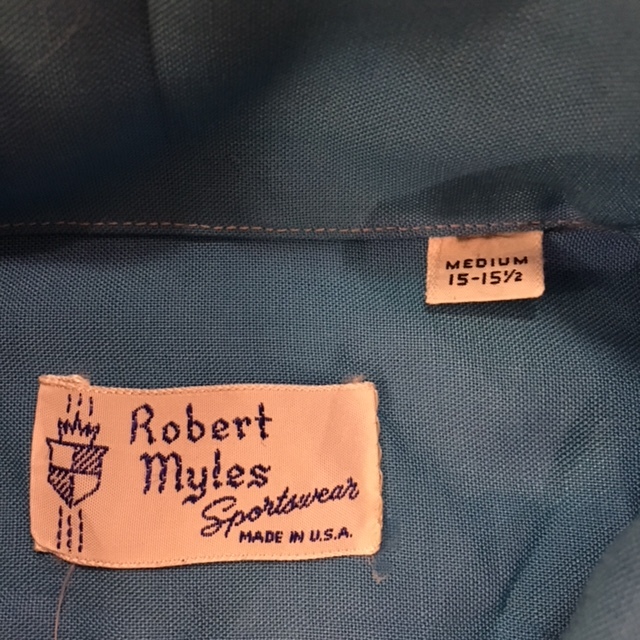 MEDIUM
15-15½
Robert
Myles
Sportswear
MADE IN U.S.A.